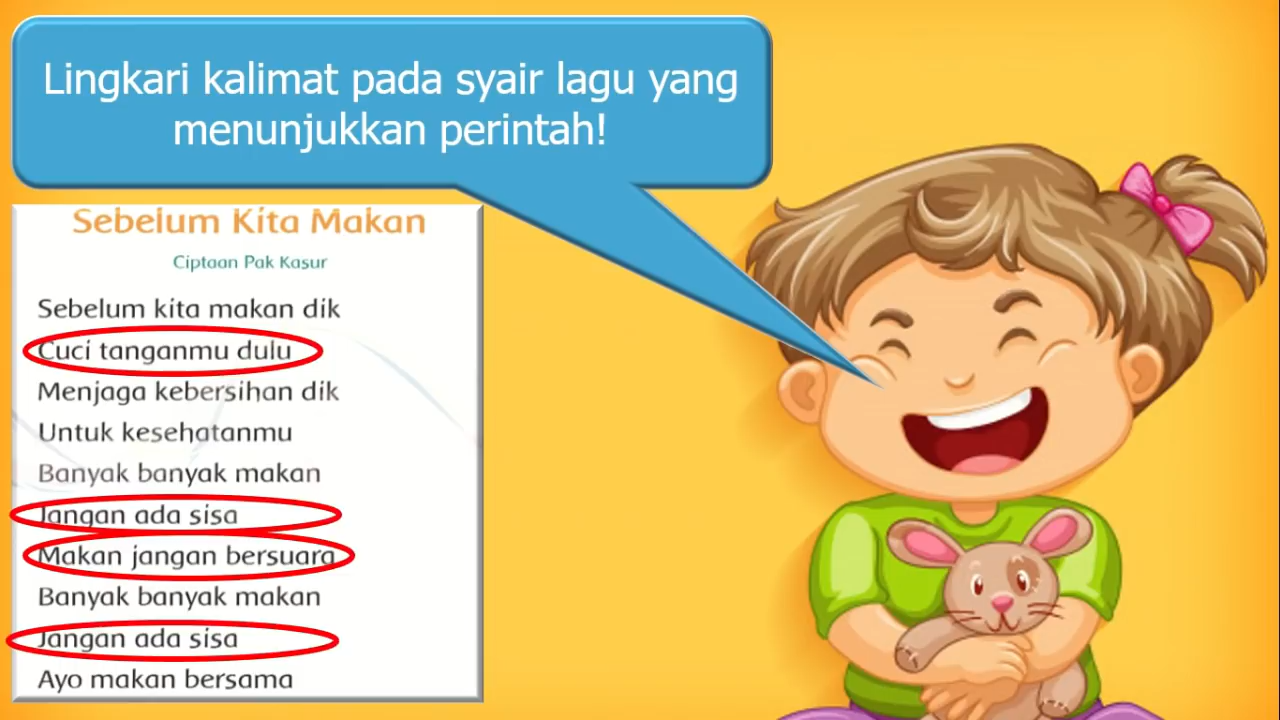 Lingkari kalimat pada syair lagu yang
menunjukkan perintah!
Sebelum Kita Makan
Ciptaan Pak Kasur
Sebelum kita makan dik
Cuci tanganmu dulu
Menjaga kebersihan dik
Untuk kesehatanmu
Banyak banyak makan
Jangan ada sisa
Makan jangan bersuara
Banyak banyak makan
Jangan ada sisa
Ayo makan bersama